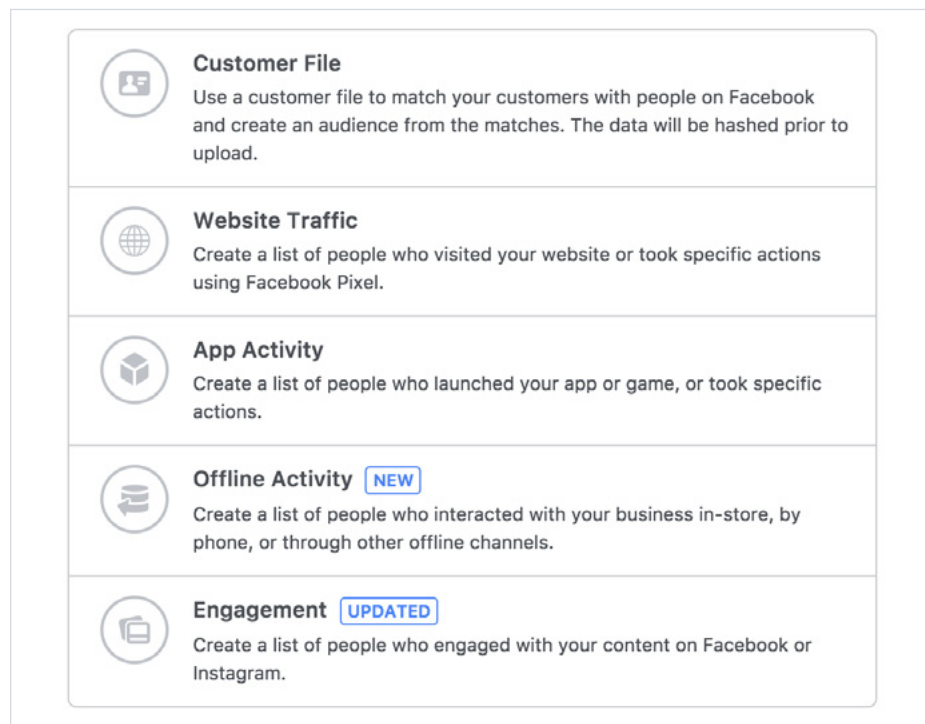 Customer File
Use a customer file to match your customers with people on Facebook
and create an audience from the matches. The data will be hashed prior to
upload.
Website Traffic
Create a list of people who visited your website or took specific actions
using Facebook Pixel.
App Activity
Create a list of people who launched your app or game, or took specific
actions.
Offline Activity NEW
Create a list of people who interacted with your business in-store, by
phone, or through other offline channels.
Engagement UPDATED
Create a list of people who engaged with your content on Facebook or
Instagram.